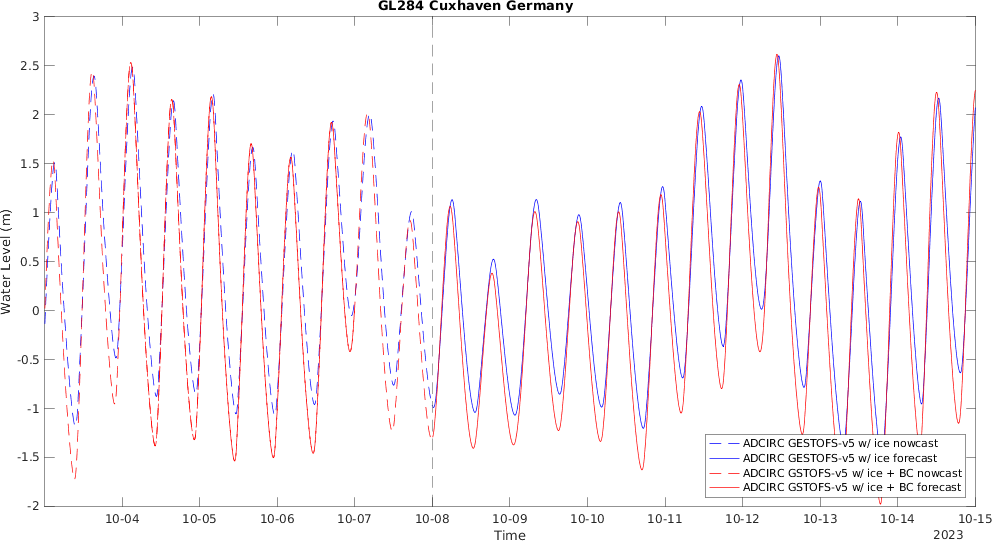 GL284 Cuxhaven Germany
3
2.5
2
1.5
1
0.5
0
-0.5
-1
-1.5
-2
Water Level (m)
10-04 10-05 10-06 10-07 10-08 10-09 10-10 10-11 10-12 10-13 10-14 10-15
Time
2023
ADCIRC GESTOFS-v5 w/ ice nowcast
ADCIRC GESTOFS-v5 w/ ice forecast
ADCIRC GSTOFS-v5 w/ ice + BC nowcast
ADCIRC GSTOFS-v5 w/ ice + BC forecast